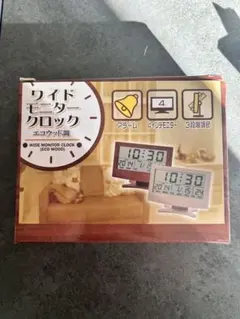 ワイド
モニター
クロック
エコウッド調
WIDE MONITOR CLOCK
(ECO WOOD)
4
アラーム
3段階調節
10:30
10:30